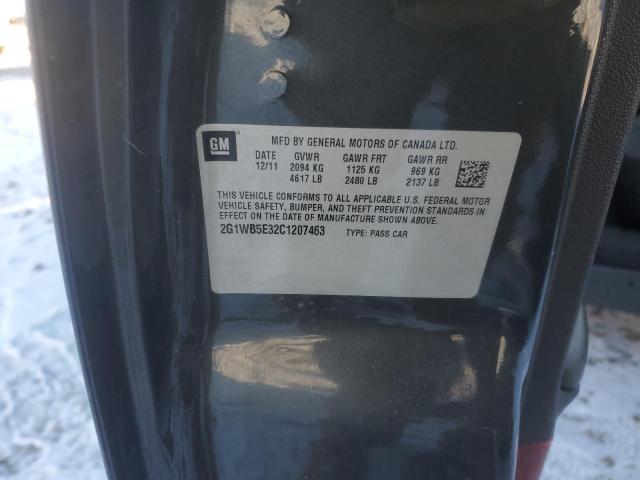 GM
MFD BY GENERAL MOTORS OF CANADA LTD.
DATE GVWR GAWR FRT GAWR RR
12/11 2094 KG 1125 KG 969 KG
4617 LB 2480 LB 2137 LB
THIS VEHICLE CONFORMS TO ALL APPLICABLE U.S. FEDERAL MOTOR
VEHICLE SAFETY, BUMPER, AND THEFT PREVENTION STANDARDS
IN EFFECT ON THE DATE OF MANUFACTURE SHOWN ABOVE.
2G1WB5E32C1207463 TYPE: PASS CAR